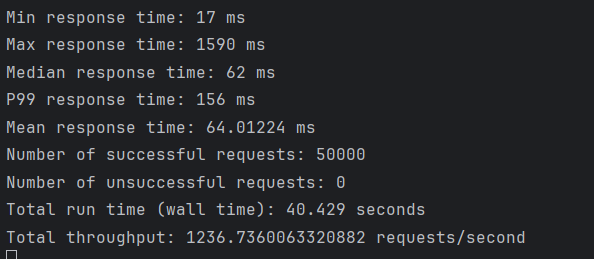 Min response time: 17 ms
Max response time: 1590 ms
Median response time: 62 ms
P99 response time: 156 ms
Mean response time: 64.01224 ms
Number of successful requests: 50000
Number of unsuccessful requests: 0
Total run time (wall time): 40.429 seconds
Total throughput: 1236.7360063320882 requests/second